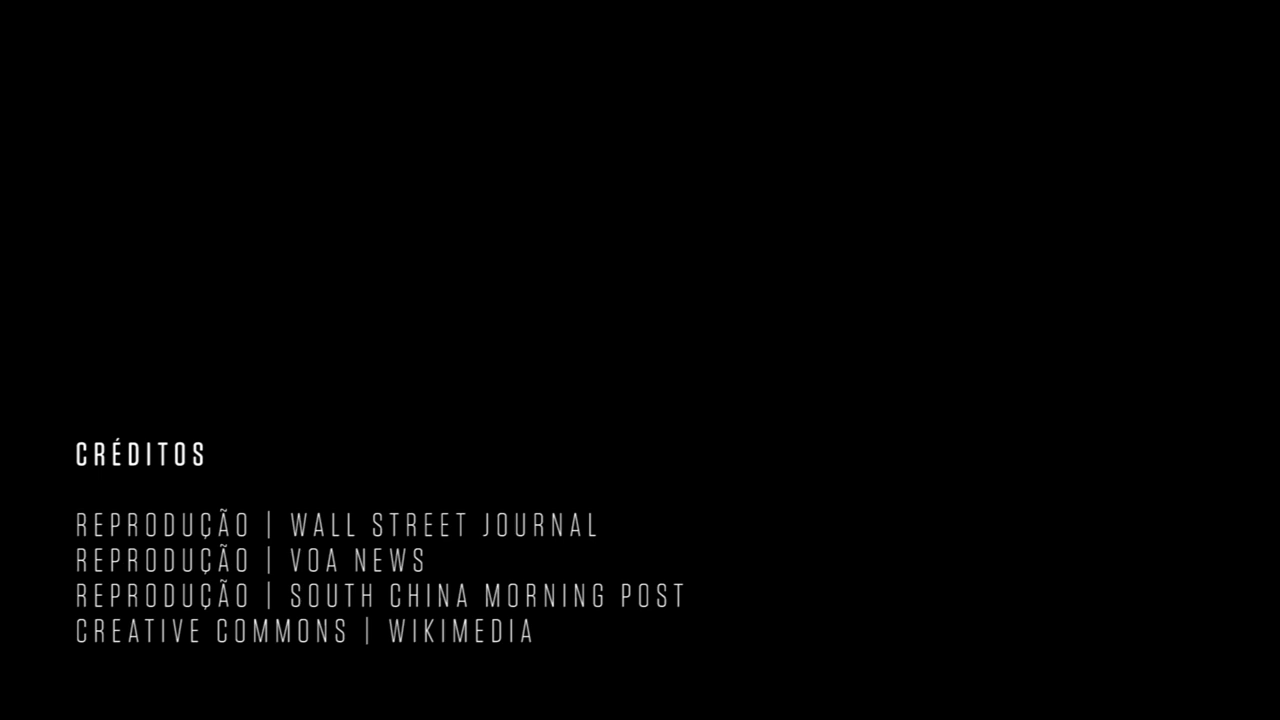 CRÉDITOS
REPRODUÇÃO | WALL STREET JOURNAL
REPRODUÇÃO | VOA NEWS
REPRODUÇÃO | SOUTH CHINA MORNING POST
CREATIVE COMMONS | WIKIMEDIA